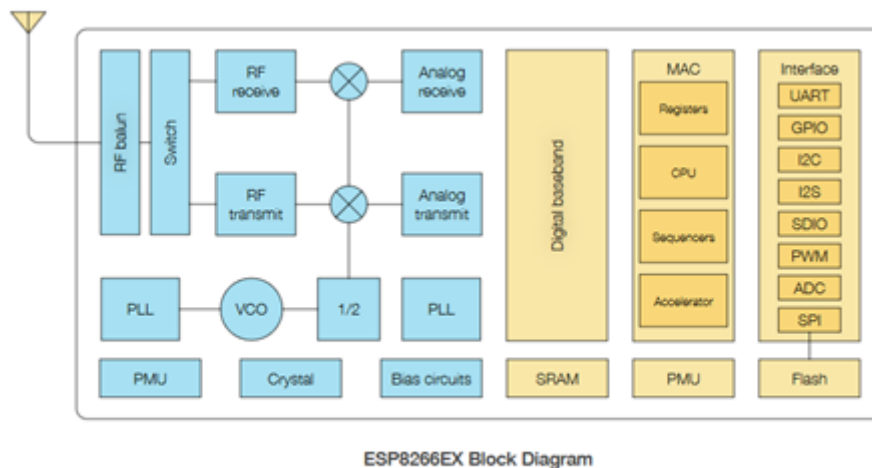 RF balun
Switch
RF
receive
Analog
receive
RF
transmit
Analog
transmit
PLL
VCO
1/2
PLL
PMU
Crystal
Bias circuits
Digital baseband
SRAM
MAC
Registers
CPU
Sequencers
Accelerator
PMU
Interface
UART
GPIO
I2C
I2S
SDIO
PWM
ADC
SPI
Flash
ESP8266EX Block Diagram